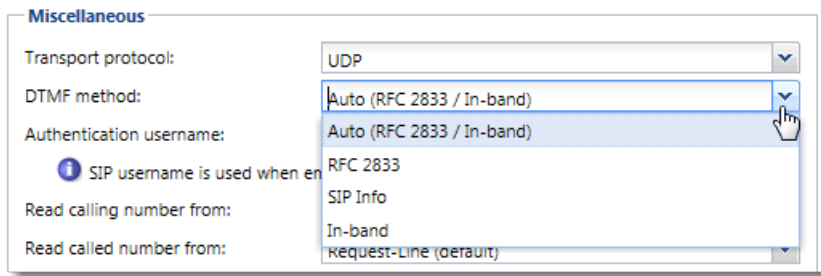 Miscellaneous
Transport protocol: UDP
DTMF method: Auto (RFC 2833 / In-band)
Authentication username: Auto (RFC 2833 / In-band)
SIP username is used when en
RFC 2833
SIP Info
Read calling number from:
In-band
Read called number from: Request-Line (default)